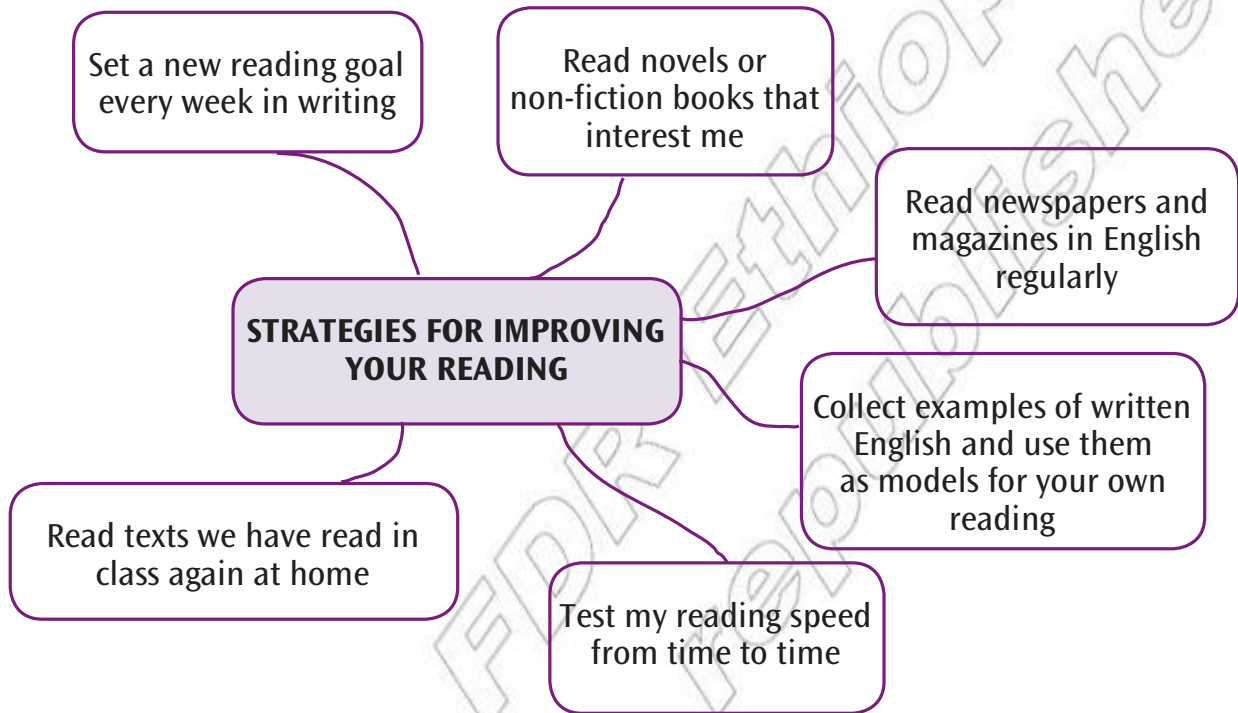 Set a new reading goal
every week in writing
Read novels or
non-fiction books that
interest me
Read newspapers and
magazines in English
regularly
STRATEGIES FOR IMPROVING
YOUR READING
Collect examples of written
English and use them
as models for your own
reading
Read texts we have read in
class again at home
Test my reading speed
from time to time
FDR Ethiop
republishe